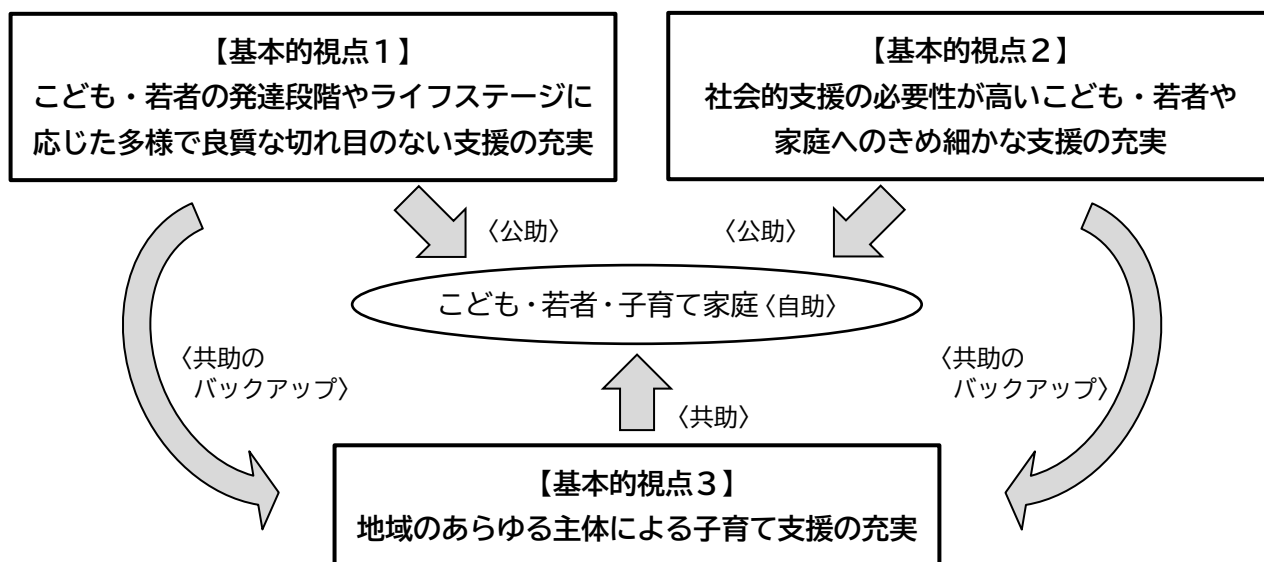 【基本的視点１】
こども・若者の発達段階やライフステージに
応じた多様で良質な切れ目のない支援の充実
【基本的視点２】
社会的支援の必要性が高いこども・若者や
家庭へのきめ細かな支援の充実
〈公助〉
〈公助〉
こども・若者・子育て家庭〈自助〉
〈共助の
バックアップ〉
〈共助の
バックアップ〉
〈共助〉
【基本的視点３】
地域のあらゆる主体による子育て支援の充実